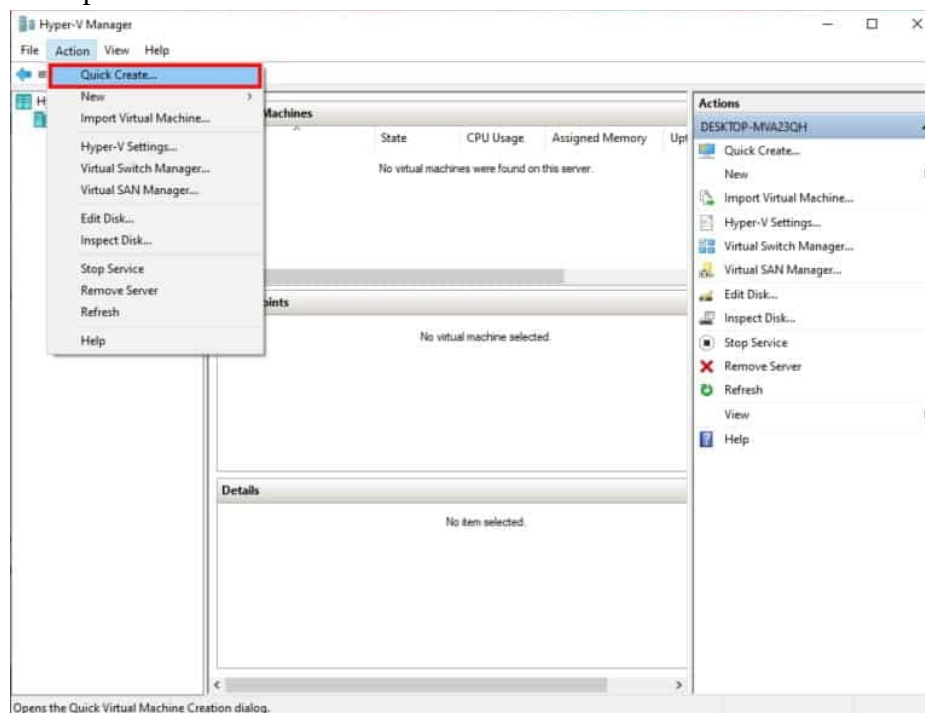 Hyper-V Manager
File Action View Help
Quick Create...
New
Import Virtual Machine...
Hyper-V Settings...
Virtual Switch Manager...
Virtual SAN Manager...
Edit Disk...
Inspect Disk...
Stop Service
Remove Server
Refresh
Help
Machines
State CPU Usage Assigned Memory Upt
No virtual machines were found on this server.
oints
No virtual machine selected.
Details
No item selected.
Actions
DESKTOP-MVA23QH
Quick Create...
New
Import Virtual Machine...
Hyper-V Settings...
Virtual Switch Manager...
Virtual SAN Manager...
Edit Disk...
Inspect Disk...
Stop Service
Remove Server
Refresh
View
Help
Opens the Quick Virtual Machine Creation dialog.